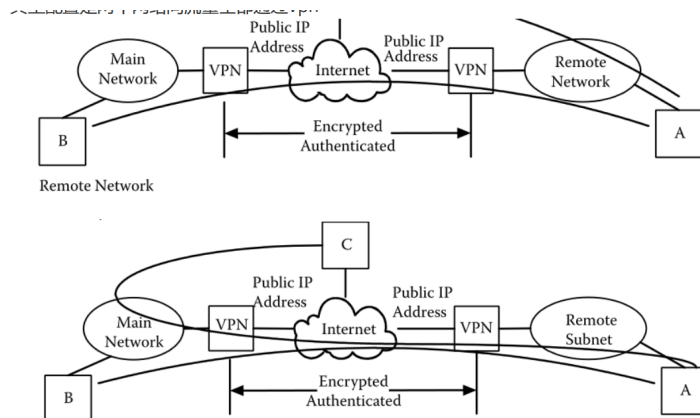 Public IP
Address
Public IP
Address
Main
Network
VPN
Internet
VPN
Remote
Network
B
A
Encrypted
Authenticated
Remote Network
C
Public IP
Address
Public IP
Address
Main
Network
VPN
Internet
VPN
Remote
Subnet
B
A
Encrypted
Authenticated